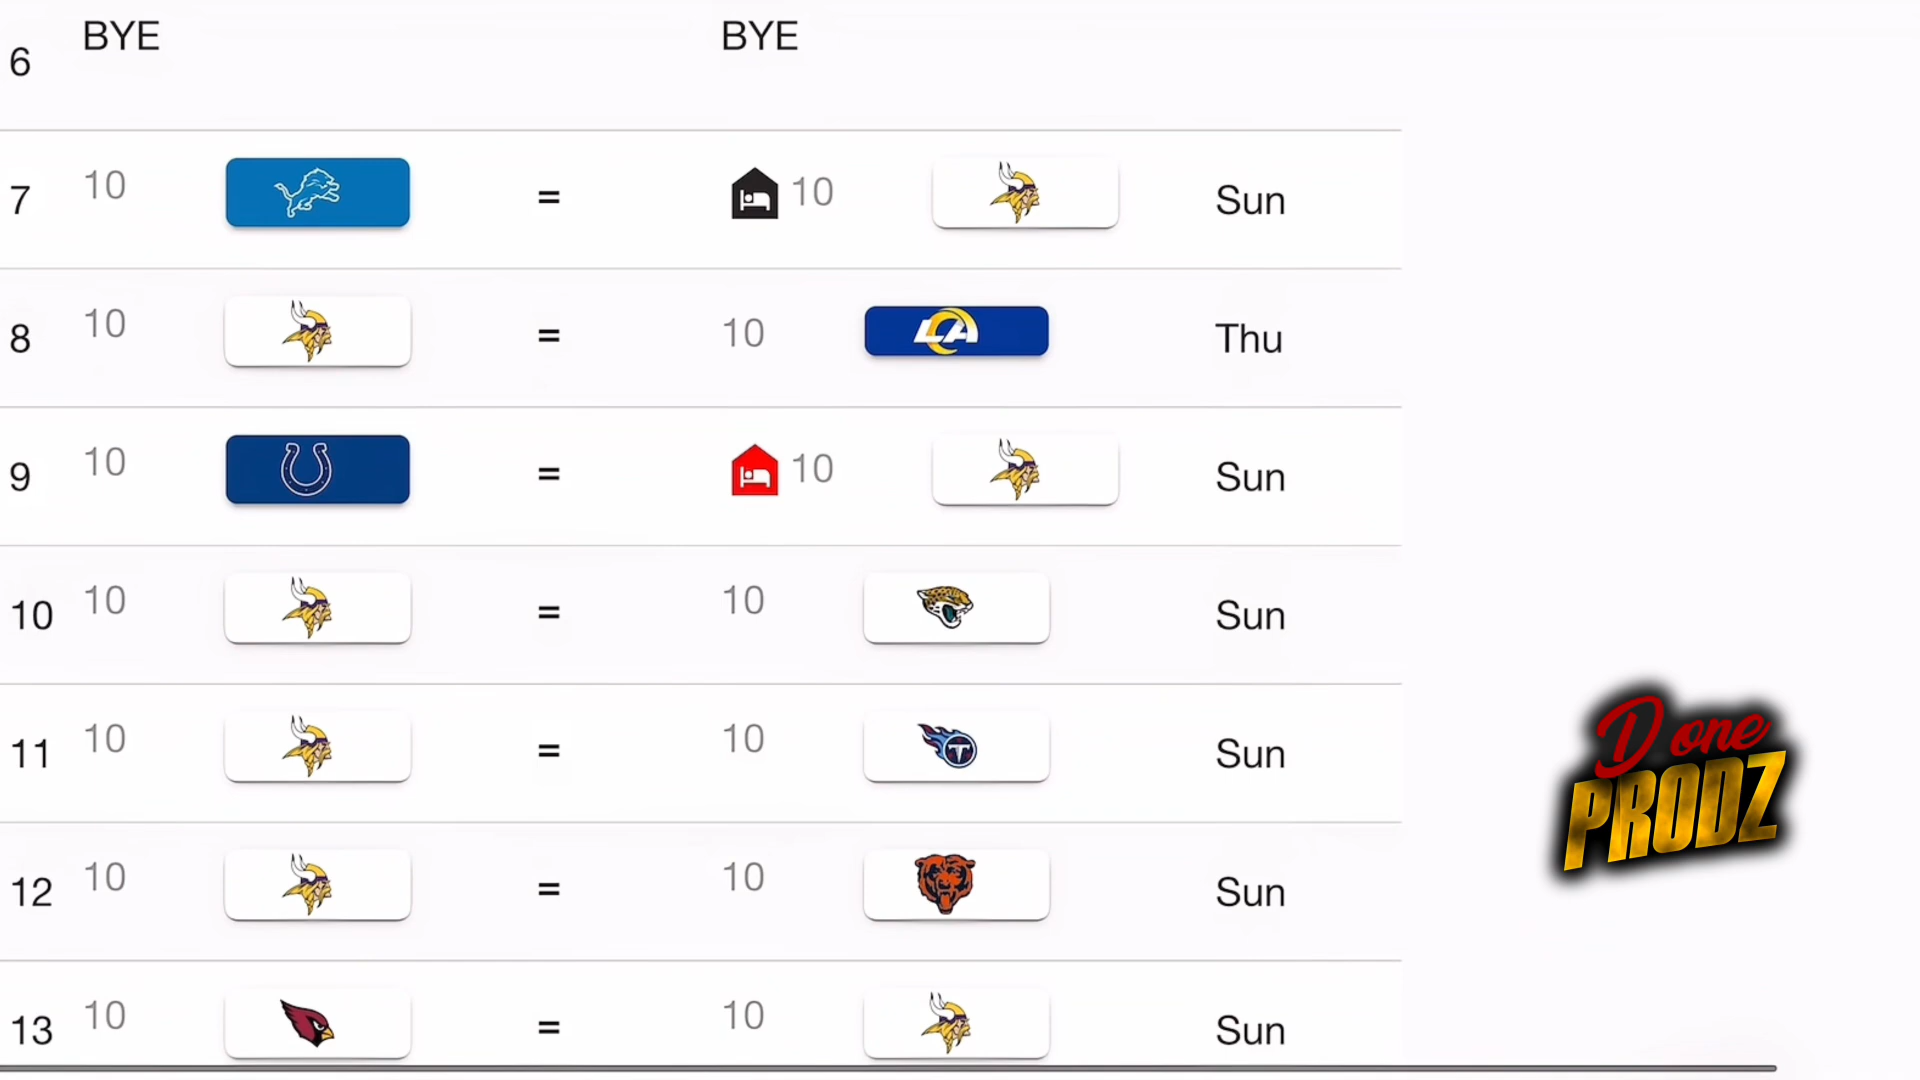 BYE BYE
6
7 10 = 10 Sun
8 10 = 10 LA Thu
9 10 = 10 Sun
10 10 = 10 Sun
11 10 = 10 T Sun
12 10 = 10 Sun
13 10 = 10 Sun
D one
PRODZ